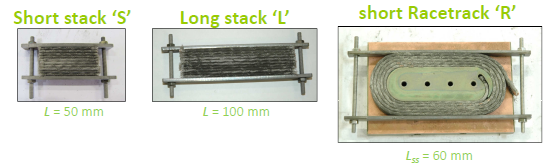 Short stack ‘S’
Long stack ‘L’
short Racetrack ‘R’
L = 50 mm
L = 100 mm
Lss = 60 mm